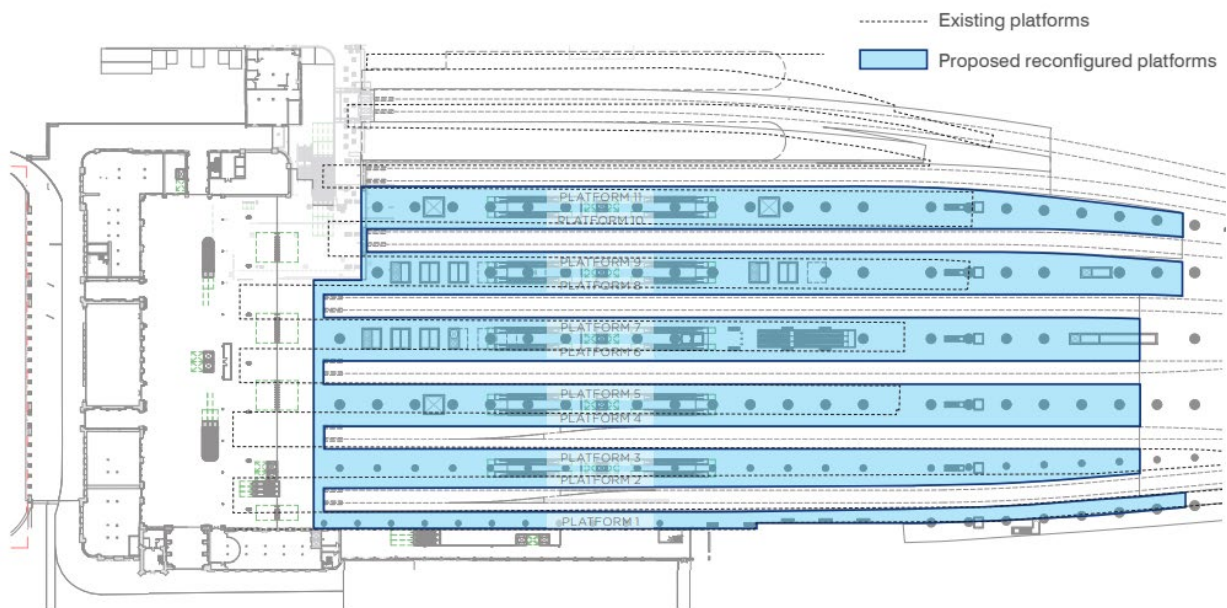 Existing platforms
Proposed reconfigured platforms
PLATFORM 11
PLATFORM 10
PLATFORM 9
PLATFORM 8
PLATFORM 7
PLATFORM 6
PLATFORM 5
PLATFORM 4
PLATFORM 3
PLATFORM 2
PLATFORM 1